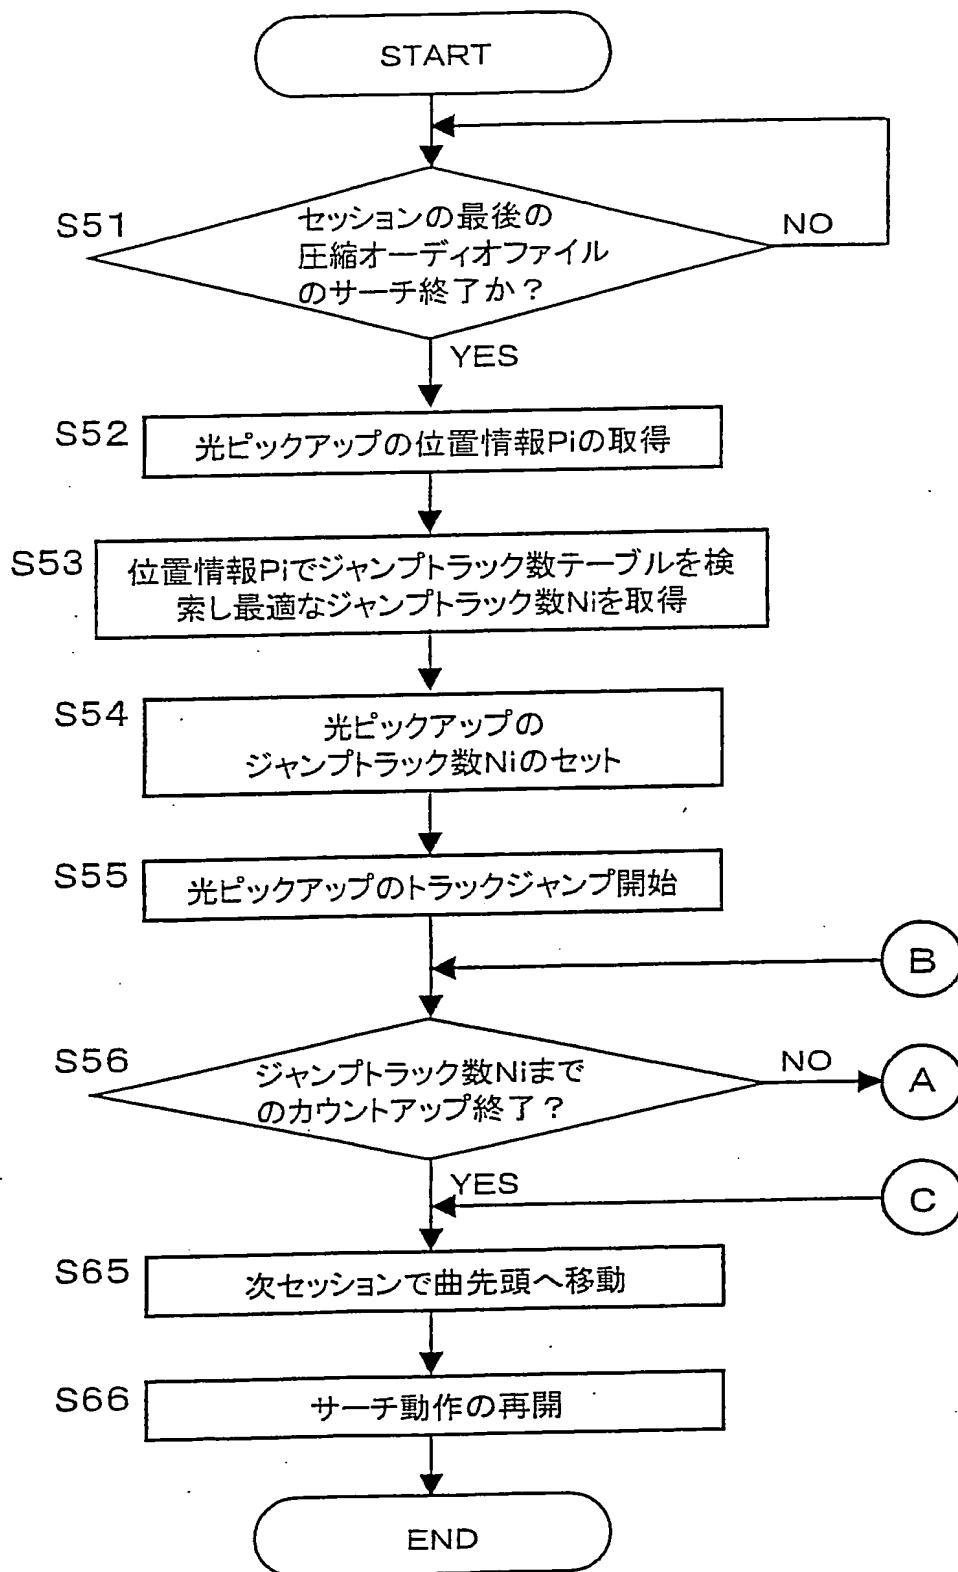 START
S51
セッションの最後の
圧縮オーディオファイル
のサーチ終了か？
NO
YES
S52
光ピックアップの位置情報Piの取得
S53
位置情報Piでジャンプトラック数テーブルを検
索し最適なジャンプトラック数Niを取得
S54
光ピックアップの
ジャンプトラック数Niのセット
S55
光ピックアップのトラックジャンプ開始
B
S56
ジャンプトラック数Niまで
のカウントアップ終了？
NO
A
YES
C
S65
次セッションで曲先頭へ移動
S66
サーチ動作の再開
END